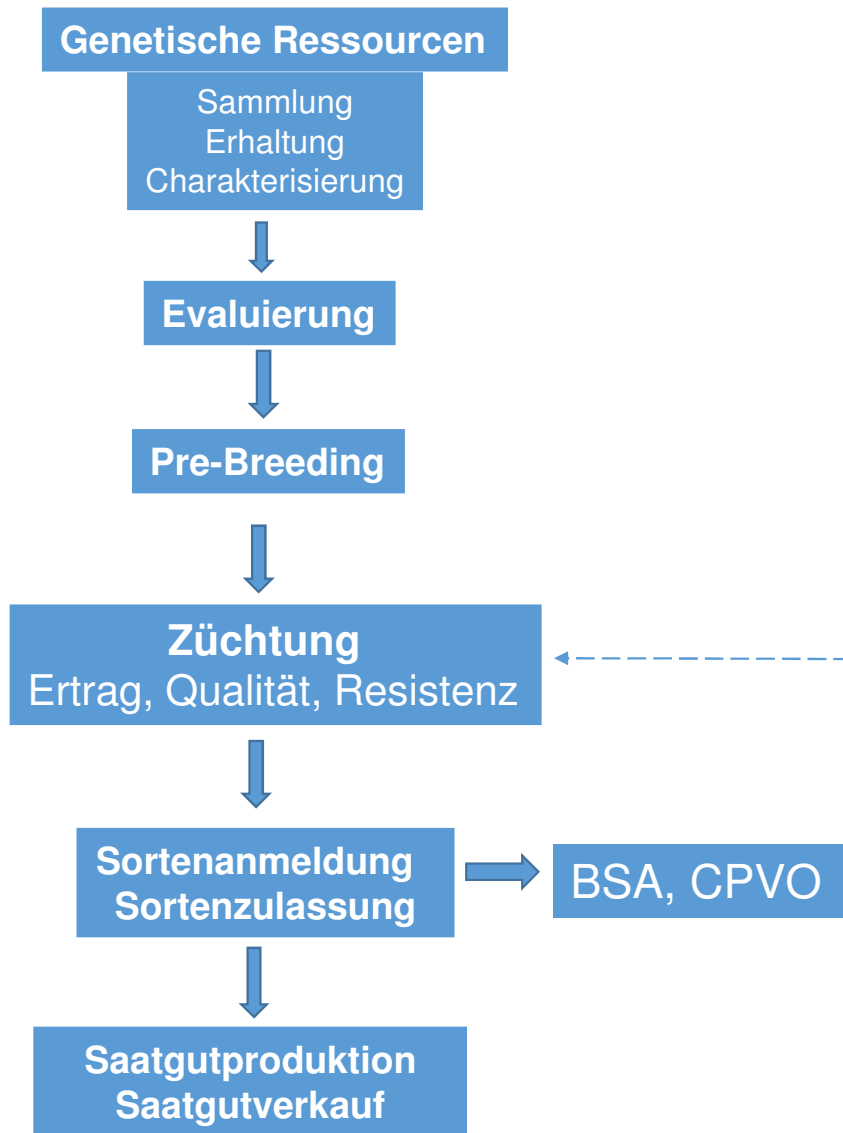 Genetische Ressourcen
Sammlung
Erhaltung
Charakterisierung
Evaluierung
Pre-Breeding
Züchtung
Ertrag, Qualität, Resistenz
Sortenanmeldung
Sortenzulassung
BSA, CPVO
Saatgutproduktion
Saatgutverkauf